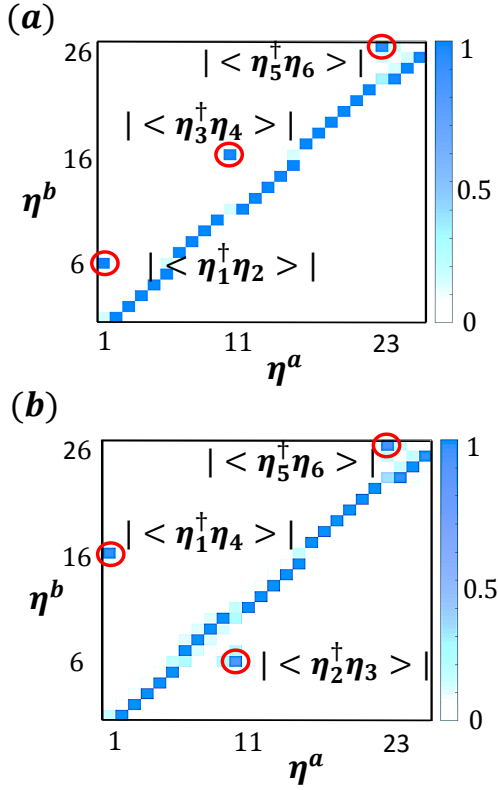 (a)
26
| < η₅†η₆ > |
1
| < η₃†η₄ > |
16
0.5
η^b
6
| < η₁†η₂ > |
0
1
11
23
η^a
(b)
26
| < η₅†η₆ > |
1
| < η₁†η₄ > |
16
0.5
η^b
6
| < η₂†η₃ > |
0
1
11
23
η^a